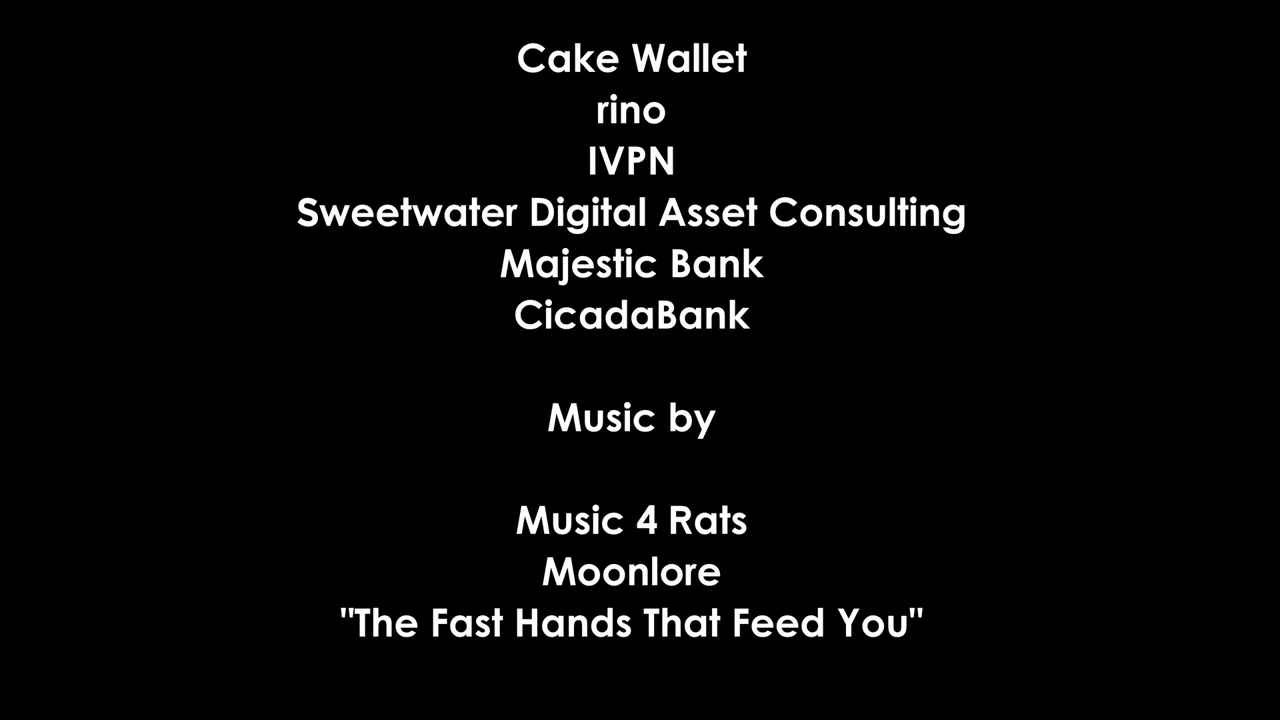 Cake Wallet
rino
IVPN
Sweetwater Digital Asset Consulting
Majestic Bank
CicadaBank
Music by
Music 4 Rats
Moonlore
"The Fast Hands That Feed You"